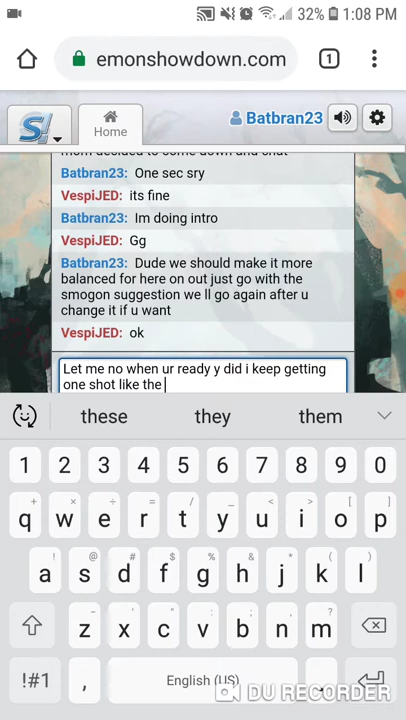 32% 1:08 PM
emonshowdown.com
1
S!
Home
Batbran23
Batbran23: One sec sry
VespiJED: its fine
Batbran23: Im doing intro
VespiJED: Gg
Batbran23: Dude we should make it more
balanced for here on out just go with the
smogon suggestion we ll go again after u
change it if u want
VespiJED: ok
Let me no when ur ready y did i keep getting
one shot like the
these they them
1 2 3 4 5 6 7 8 9 0
+ × ÷ = / _ < > [ ]
q w e r t y u i o p
! @ # $ % ^ & * ( )
a s d f g h j k l
- ' " : ; , ?
z x c v b n m
!#1 , English (US) .
DU RECORDER